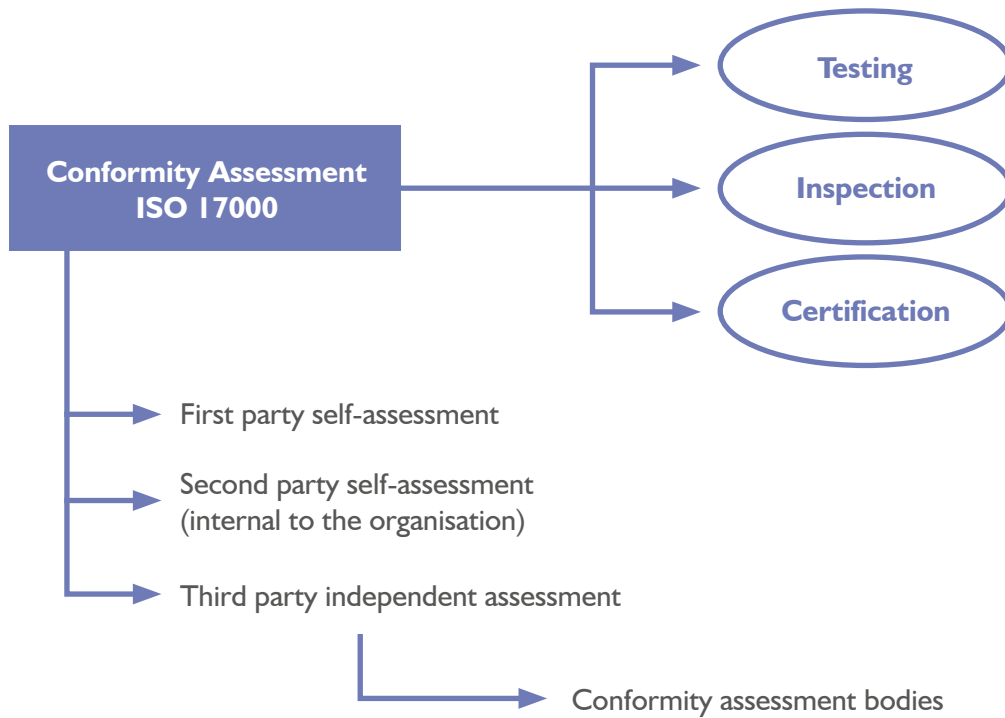 Conformity Assessment
ISO 17000
Testing
Inspection
Certification
First party self-assessment
Second party self-assessment
(internal to the organisation)
Third party independent assessment
Conformity assessment bodies